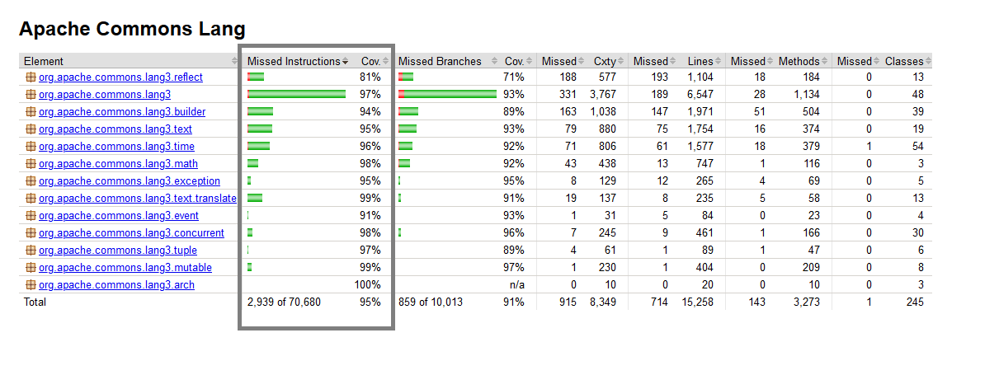 Apache Commons Lang
Element Missed Instructions Cov. Missed Branches Cov. Missed Cxty Missed Lines Missed Methods Missed Classes
org.apache.commons.lang3.reflect 81% 71% 188 577 193 1,104 18 184 0 13
org.apache.commons.lang3 97% 93% 331 3,767 189 6,547 28 1,134 0 48
org.apache.commons.lang3.builder 94% 89% 163 1,038 147 1,971 51 504 0 39
org.apache.commons.lang3.text 95% 93% 79 880 75 1,754 16 374 0 19
org.apache.commons.lang3.time 96% 92% 71 806 61 1,577 18 379 1 54
org.apache.commons.lang3.math 98% 92% 43 438 13 747 1 116 0 3
org.apache.commons.lang3.exception 95% 95% 8 129 12 265 4 69 0 5
org.apache.commons.lang3.text.translate 99% 91% 19 137 8 235 5 58 0 13
org.apache.commons.lang3.event 91% 93% 1 31 5 84 0 23 0 4
org.apache.commons.lang3.concurrent 98% 96% 7 245 9 461 1 166 0 30
org.apache.commons.lang3.tuple 97% 89% 4 61 1 89 1 47 0 6
org.apache.commons.lang3.mutable 99% 97% 1 230 1 404 0 209 0 8
org.apache.commons.lang3.arch 100% n/a 0 10 0 20 0 10 0 3
Total 2,939 of 70,680 95% 859 of 10,013 91% 915 8,349 714 15,258 143 3,273 1 245